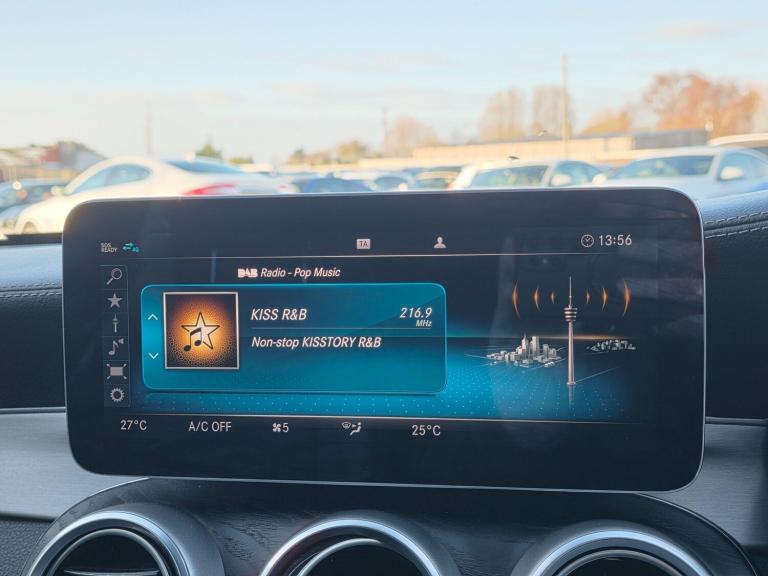 SOS
READY 4G TA 13:56
DAB Radio - Pop Music
KISS R&B 216.9
MHz
Non-stop KISSTORY R&B
27°C A/C OFF 5 25°C